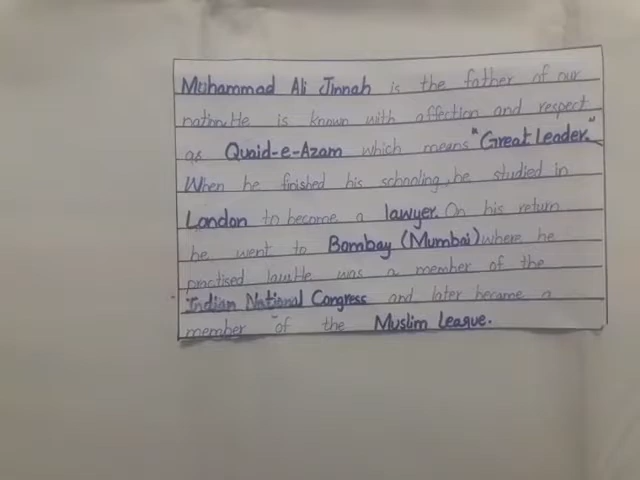 Muhammad Ali Jinnah is the father of our
nation. He is known with affection and respect
as Quaid-e-Azam which means "Great Leader."
When he finished his schooling, he studied in
London to become a lawyer. On his return
he went to Bombay (Mumbai) where he
practised law. He was a member of the
Indian National Congress and later became a
member of the Muslim League.